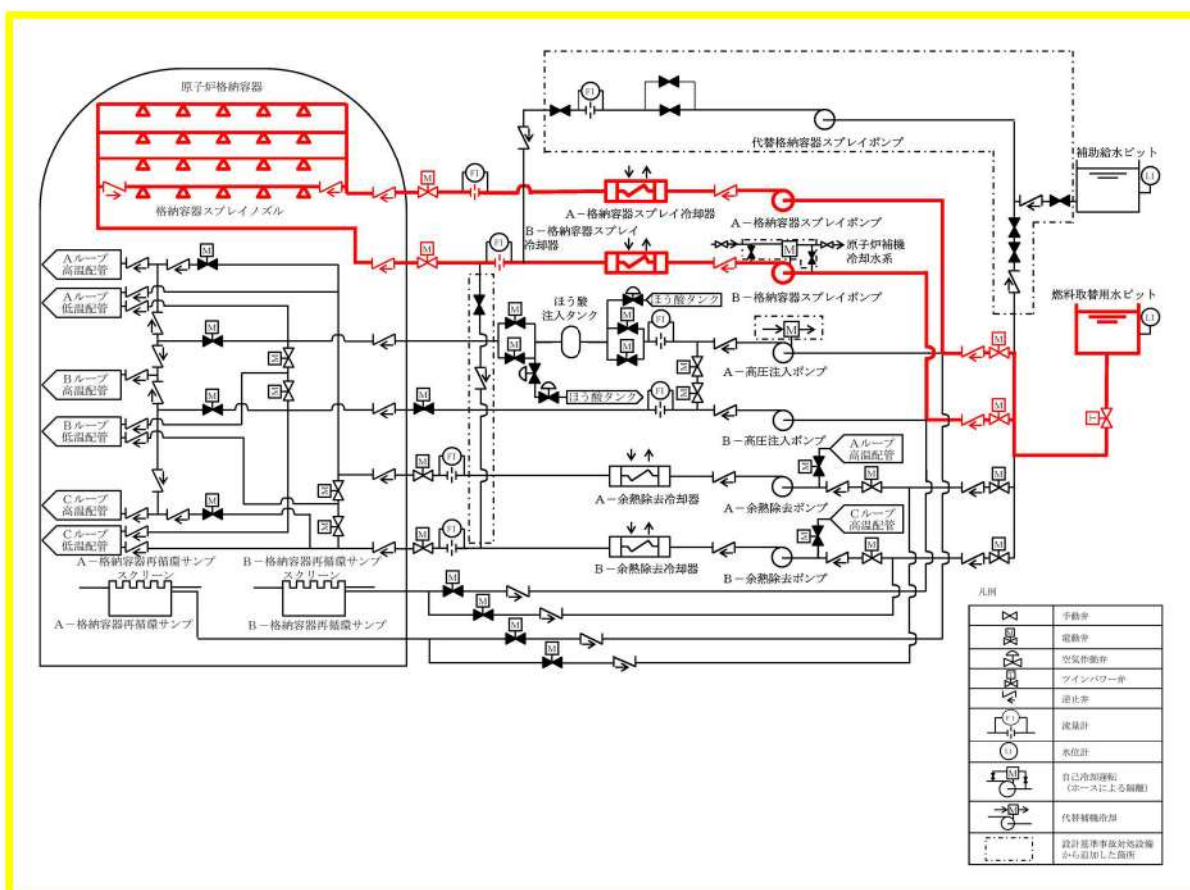 原子炉格納容器
格納容器スプレイノズル
FI
代替格納容器スプレイポンプ
補助給水ピット
LI
M
FI
A-格納容器スプレイ冷却器
A-格納容器スプレイポンプ
B-格納容器スプレイ
冷却器
M
FI
M
原子炉補機
冷却水系
B-格納容器スプレイポンプ
燃料取替用水ピット
LI
Aループ
高温配管
M
Aループ
低温配管
ほう酸
注入タンク
ほう酸タンク
M
M
M
M
FI
M
M
A-高圧注入ポンプ
M
Bループ
高温配管
M
M
M
M
ほう酸タンク
FI
M
B-高圧注入ポンプ
M
T
Bループ
低温配管
Aループ
高温配管
M
FI
A-余熱除去冷却器
M
M
A-余熱除去ポンプ
M
Cループ
高温配管
M
M
M
Cループ
低温配管
Cループ
高温配管
M
FI
B-余熱除去冷却器
M
M
B-余熱除去ポンプ
M
A-格納容器再循環サンプ
スクリーン
B-格納容器再循環サンプ
スクリーン
A-格納容器再循環サンプ
B-格納容器再循環サンプ
M
M
M
M
凡例
手動弁
M
電動弁
空気作動弁
ツインパワー弁
逆止弁
FI
流量計
LI
水位計
M
自己冷却運転
(ホースによる隔離)
M
代替補機冷却
設計基準事故対処設備
から追加した箇所